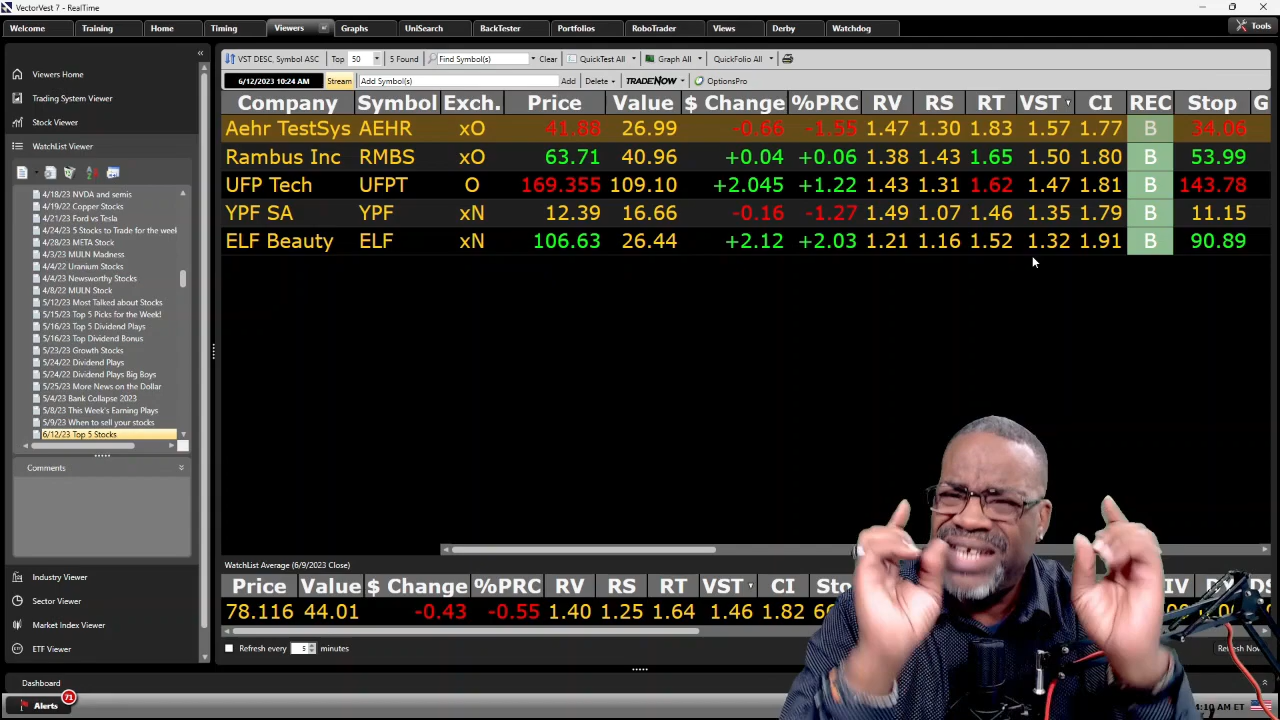 VectorVest 7 - RealTime
Welcome Training Home Timing Viewers Graphs UniSearch BackTester Portfolios RoboTrader Views Derby Watchdog Tools
VST DESC, Symbol ASC Top 50 5 Found Find Symbol(s) Clear QuickTest All Graph All QuickFolio All
6/12/2023 10:24 AM Stream Add Symbol(s) Add Delete TRADENOW OptionsPro
Viewers Home
Trading System Viewer
Stock Viewer
WatchList Viewer
4/18/23 NVDA and semis
4/19/22 Copper Stocks
4/21/23 Ford vs Tesla
4/24/23 5 Stocks to Trade for the weel
4/28/23 META Stock
4/3/23 MULN Madness
4/4/22 Uranium Stocks
4/4/23 Newsworthy Stocks
4/8/22 MULN Stock
5/12/23 Most Talked about Stocks
5/15/23 Top 5 Picks for the Week!
5/16/23 Top 5 Dividend Plays
5/16/23 Top Dividend Bonus
5/23/23 Growth Stocks
5/24/22 Dividend Plays
5/24/22 Dividend Plays Big Boys
5/25/23 More News on the Dollar
5/4/23 Bank Collapse 2023
5/8/23 This Week's Earning Plays
5/9/23 When to sell your stocks
6/12/23 Top 5 Stocks
Comments
Industry Viewer
Sector Viewer
Market Index Viewer
ETF Viewer
Company Symbol Exch. Price Value $ Change %PRC RV RS RT VST CI REC Stop G
Aehr TestSys AEHR xO 41.88 26.99 -0.66 -1.55 1.47 1.30 1.83 1.57 1.77 B 34.06
Rambus Inc RMBS xO 63.71 40.96 +0.04 +0.06 1.38 1.43 1.65 1.50 1.80 B 53.99
UFP Tech UFPT O 169.355 109.10 +2.045 +1.22 1.43 1.31 1.62 1.47 1.81 B 143.78
YPF SA YPF xN 12.39 16.66 -0.16 -1.27 1.49 1.07 1.46 1.35 1.79 B 11.15
ELF Beauty ELF xN 106.63 26.44 +2.12 +2.03 1.21 1.16 1.52 1.32 1.91 B 90.89
WatchList Average (6/9/2023 Close)
Price Value $ Change %PRC RV RS RT VST CI Sto
78.116 44.01 -0.43 -0.55 1.40 1.25 1.64 1.46 1.82
Refresh every 5 minutes Refresh Now
Dashboard
Alerts 71 4:10 AM ET